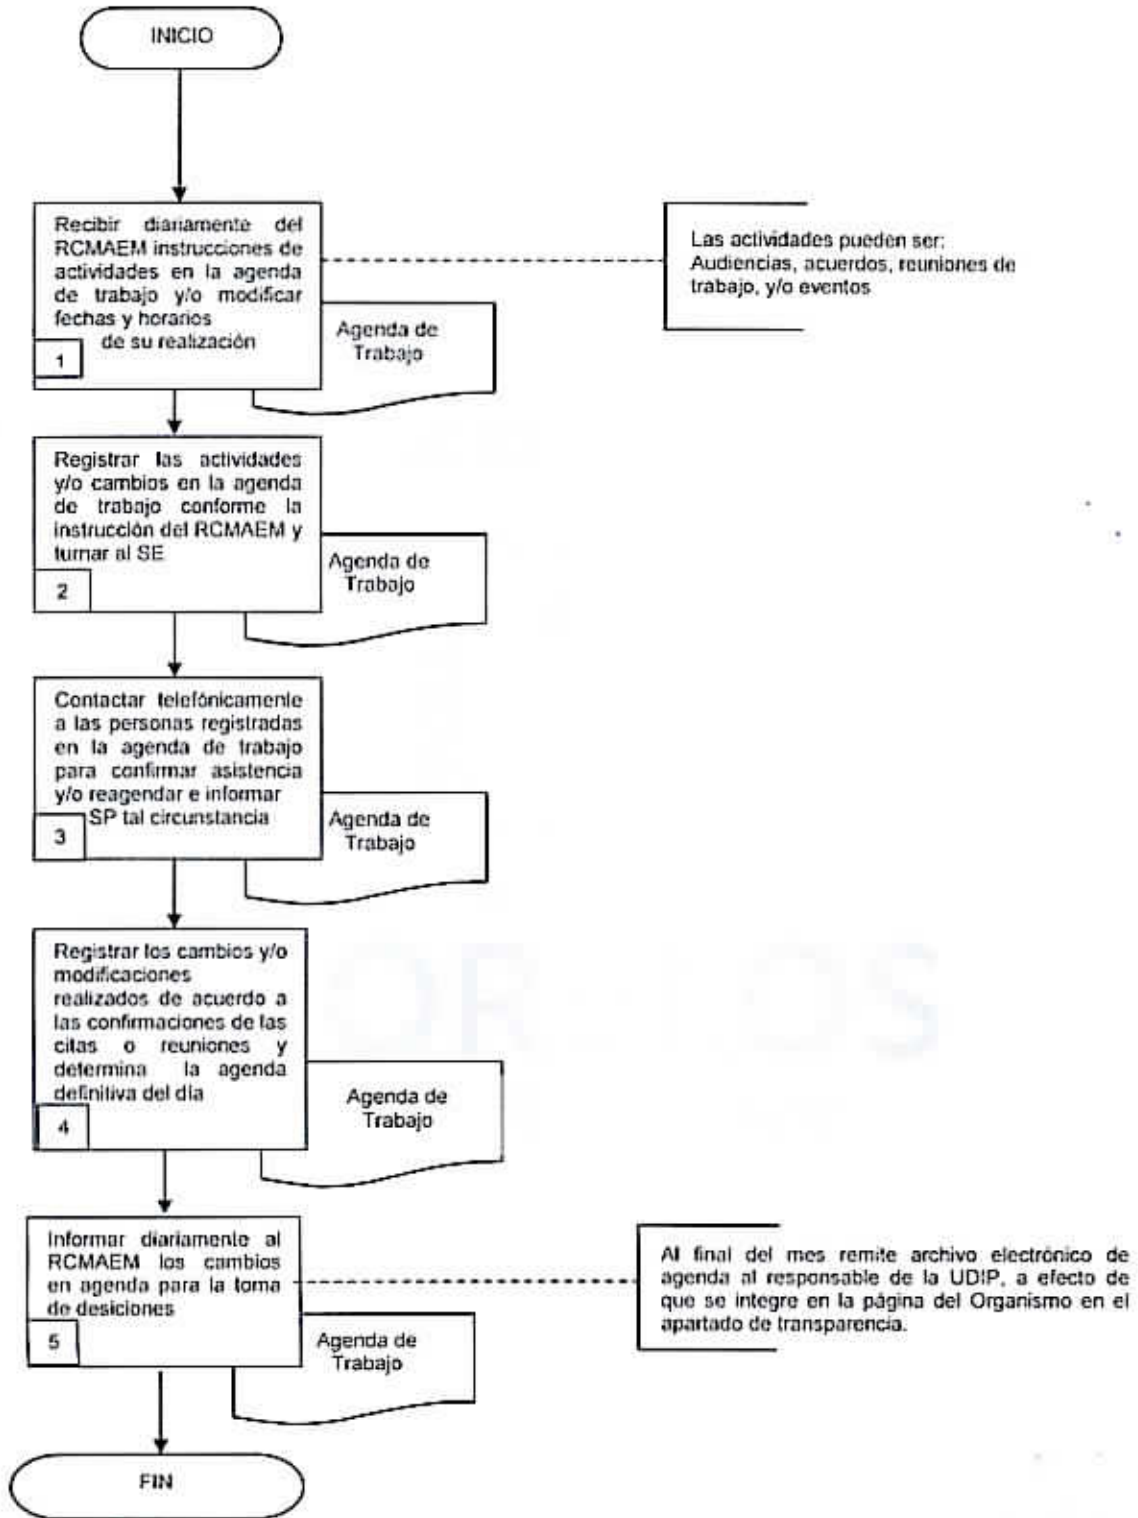 INICIO
Recibir diariamente del
RCMAEM instrucciones de
actividades en la agenda
de trabajo y/o modificar
fechas y horarios
de su realización
1
Agenda de
Trabajo
Las actividades pueden ser:
Audiencias, acuerdos, reuniones de
trabajo, y/o eventos
Registrar las actividades
y/o cambios en la agenda
de trabajo conforme la
instrucción del RCMAEM y
turnar al SE
2
Agenda de
Trabajo
Contactar telefónicamente
a las personas registradas
en la agenda de trabajo
para confirmar asistencia
y/o reagendar e informar
SP tal circunstancia
3
Agenda de
Trabajo
Registrar los cambios y/o
modificaciones
realizados de acuerdo a
las confirmaciones de las
citas o reuniones y
determina la agenda
definitiva del día
4
Agenda de
Trabajo
Informar diariamente al
RCMAEM los cambios
en agenda para la toma
de desiciones
5
Agenda de
Trabajo
Al final del mes remite archivo electrónico de
agenda al responsable de la UDIP, a efecto de
que se integre en la página del Organismo en el
apartado de transparencia.
FIN